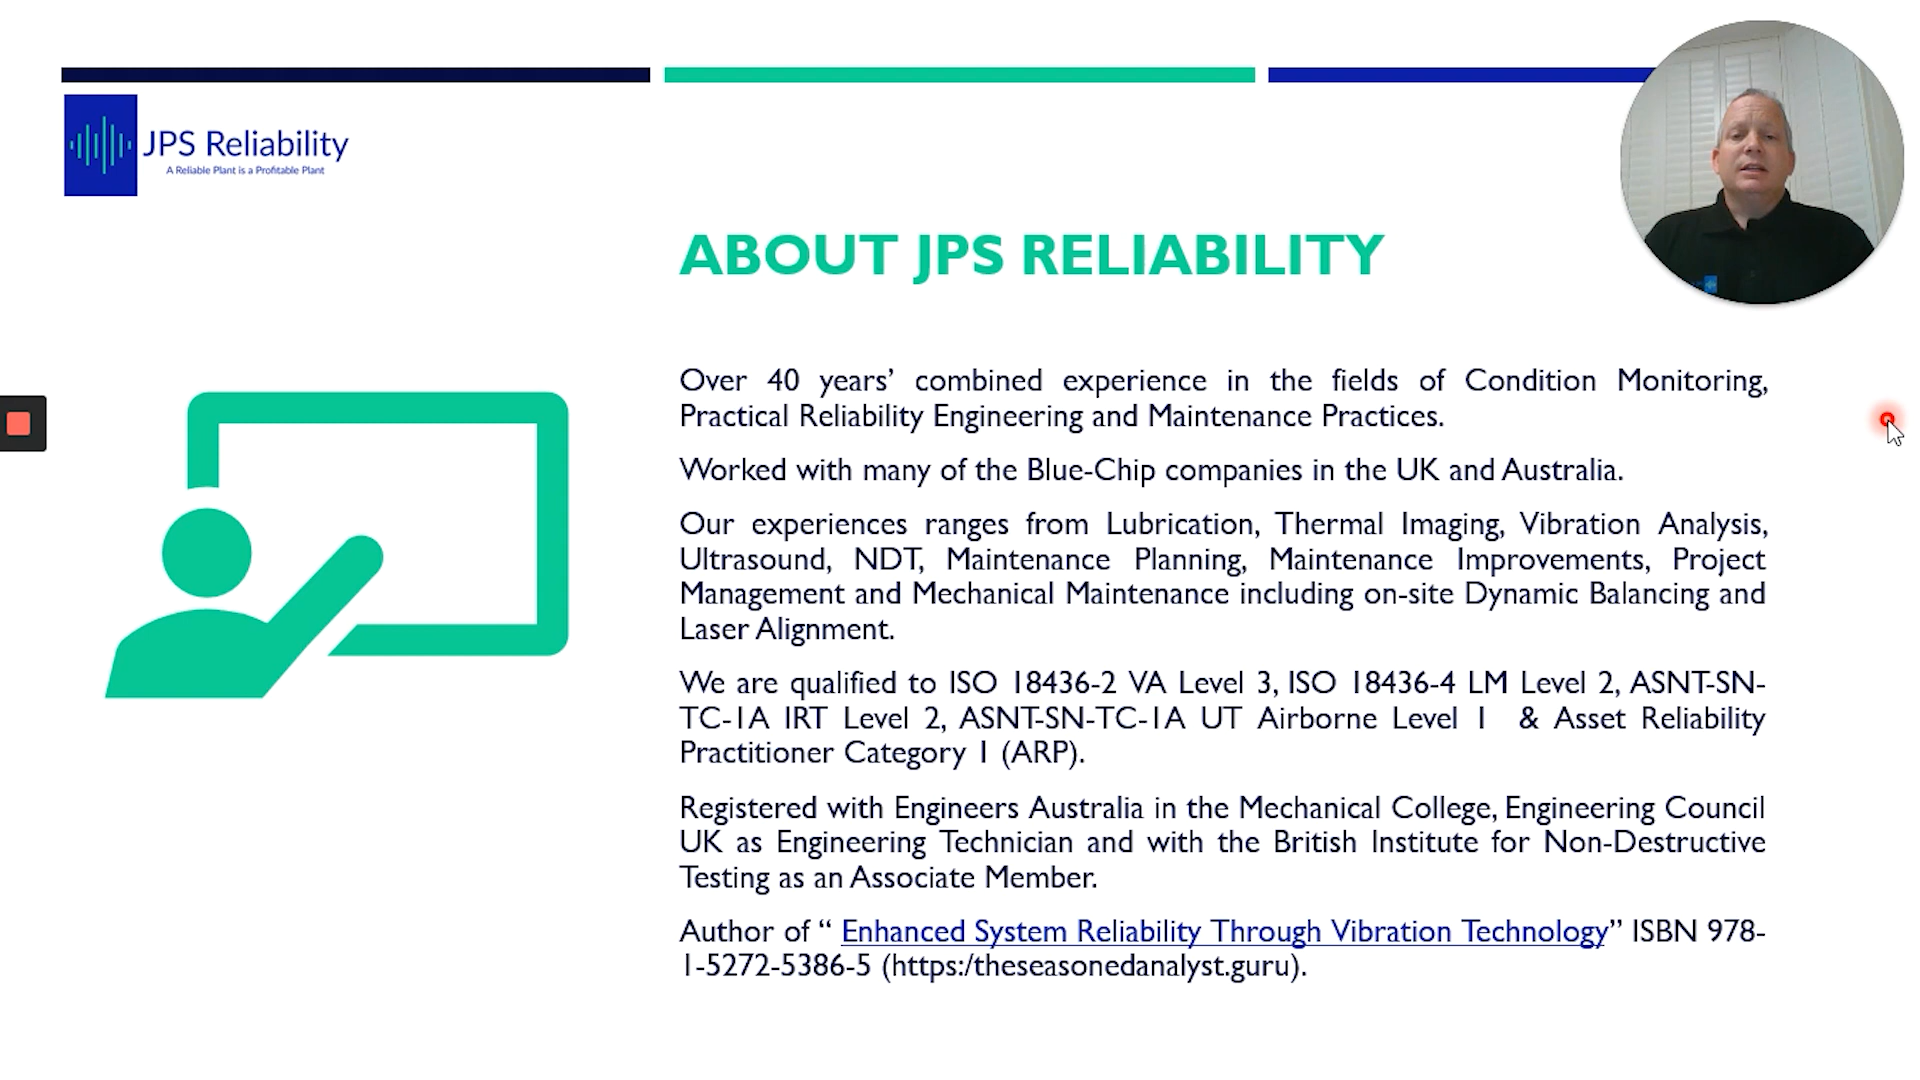 JPS Reliability
A Reliable Plant is a Profitable Plant
ABOUT JPS RELIABILITY
Over 40 years’ combined experience in the fields of Condition Monitoring,
Practical Reliability Engineering and Maintenance Practices.
Worked with many of the Blue-Chip companies in the UK and Australia.
Our experiences ranges from Lubrication, Thermal Imaging, Vibration Analysis,
Ultrasound, NDT, Maintenance Planning, Maintenance Improvements, Project
Management and Mechanical Maintenance including on-site Dynamic Balancing and
Laser Alignment.
We are qualified to ISO 18436-2 VA Level 3, ISO 18436-4 LM Level 2, ASNT-SN-
TC-1A IRT Level 2, ASNT-SN-TC-1A UT Airborne Level 1 & Asset Reliability
Practitioner Category 1 (ARP).
Registered with Engineers Australia in the Mechanical College, Engineering Council
UK as Engineering Technician and with the British Institute for Non-Destructive
Testing as an Associate Member.
Author of “ Enhanced System Reliability Through Vibration Technology” ISBN 978-
1-5272-5386-5 (https:/theseasonedanalyst.guru).